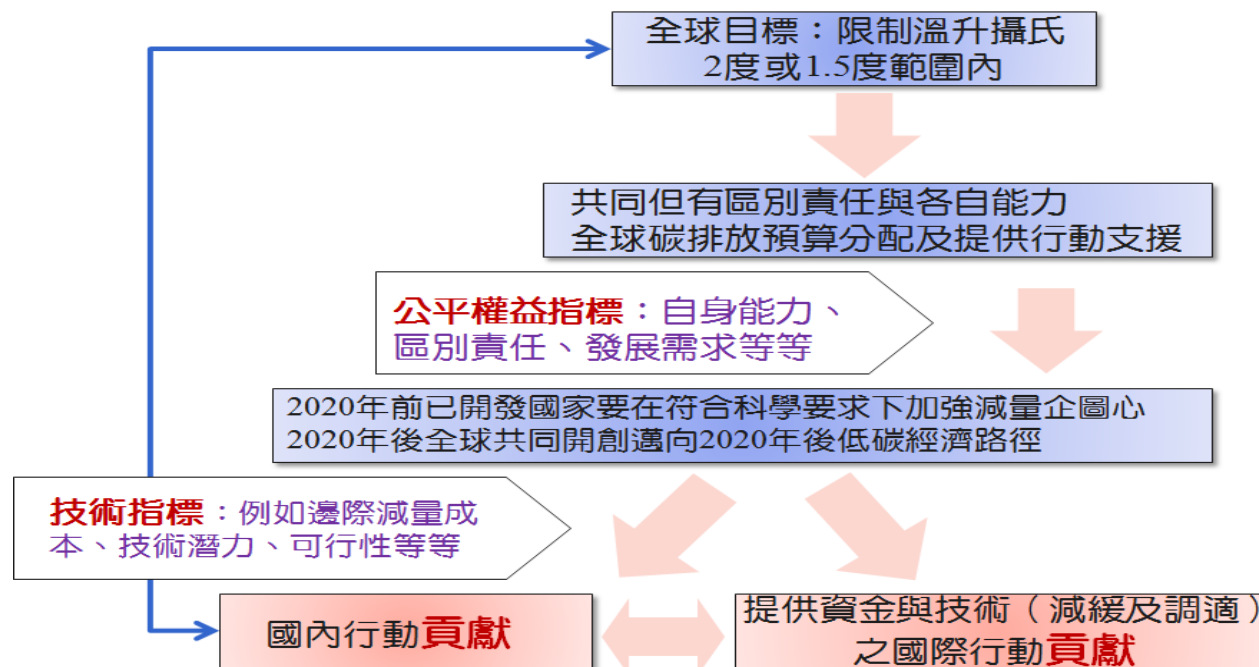 全球目標：限制溫升攝氏
2度或1.5度範圍內
共同但有區別責任與各自能力
全球碳排放預算分配及提供行動支援
公平權益指標：自身能力、
區別責任、發展需求等等
2020年前已開發國家要在符合科學要求下加強減量企圖心
2020年後全球共同開創邁向2020年後低碳經濟路徑
技術指標：例如邊際減量成
本、技術潛力、可行性等等
國內行動貢獻
提供資金與技術（減緩及調適）
之國際行動貢獻